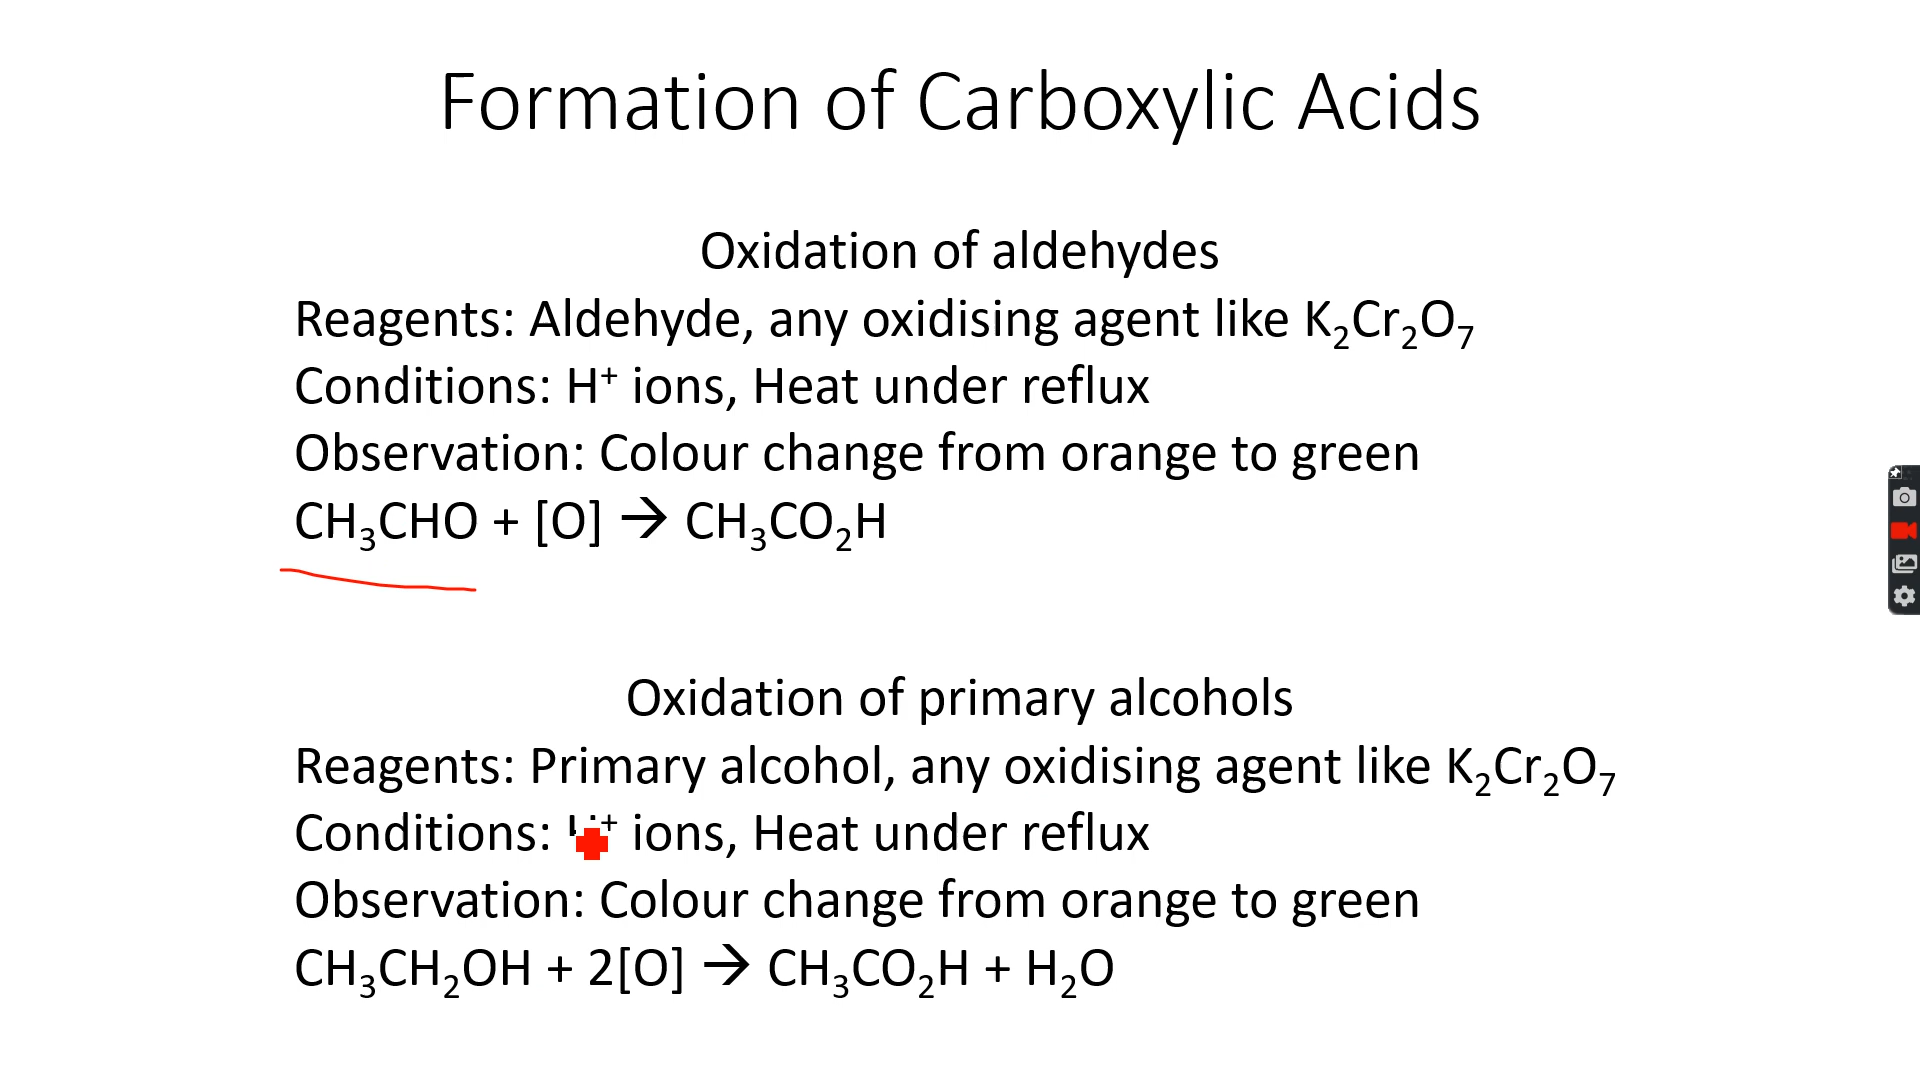 Formation of Carboxylic Acids
Oxidation of aldehydes
Reagents: Aldehyde, any oxidising agent like K₂Cr₂O₇
Conditions: H⁺ ions, Heat under reflux
Observation: Colour change from orange to green
CH₃CHO + [O] → CH₃CO₂H
Oxidation of primary alcohols
Reagents: Primary alcohol, any oxidising agent like K₂Cr₂O₇
Conditions: ⁺ ions, Heat under reflux
Observation: Colour change from orange to green
CH₃CH₂OH + 2[O] → CH₃CO₂H + H₂O